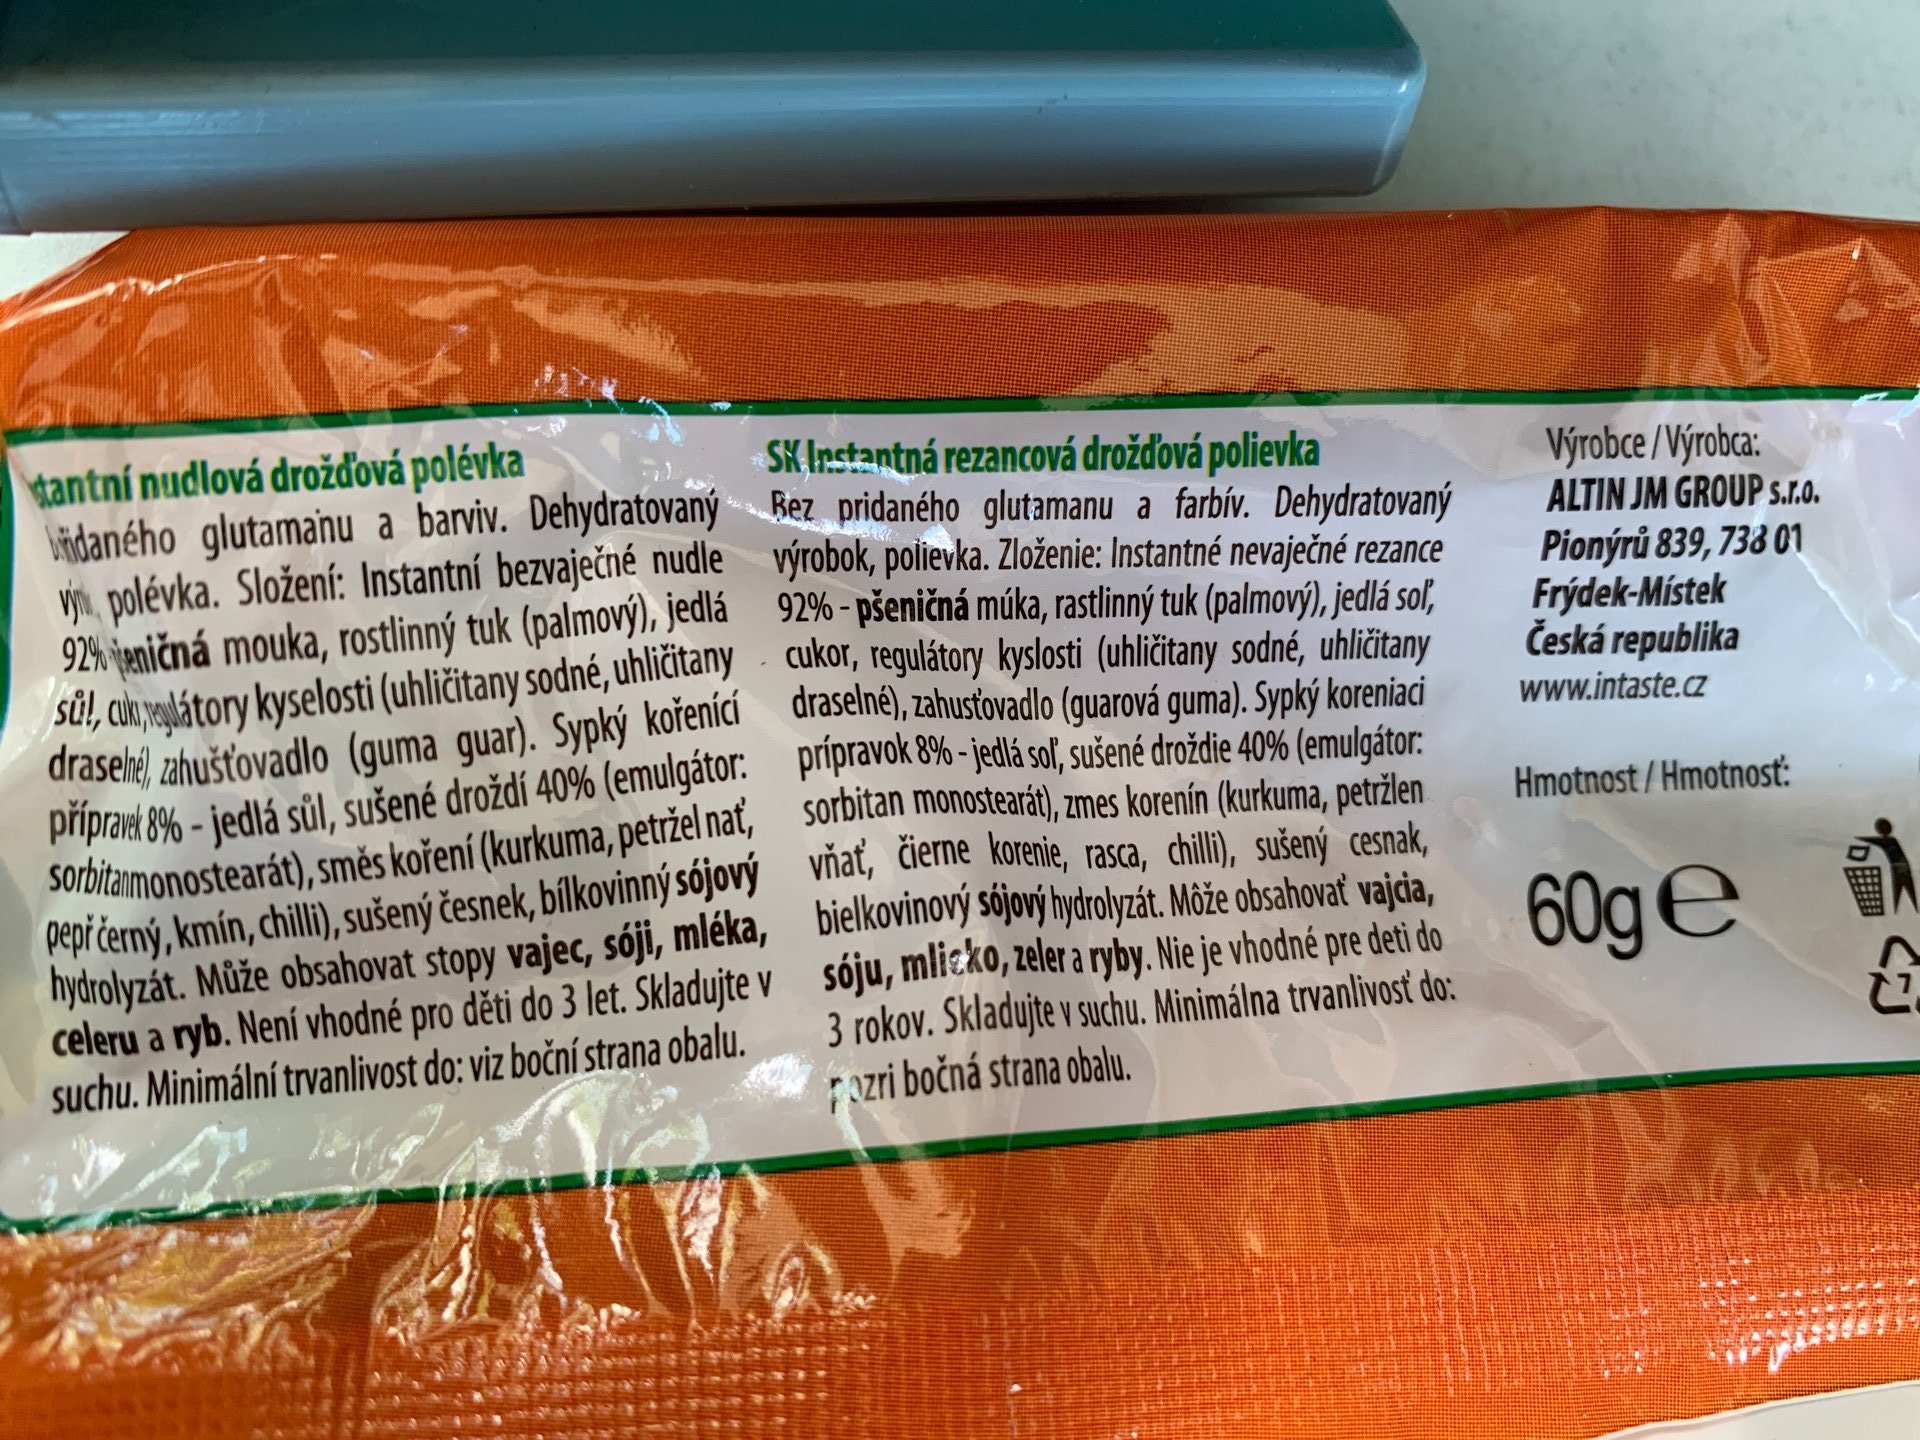 nudlová drožďová polévka
glutamanu a barviv. Dehydratovaný
polévka. Složení: Instantní bezvaječné nudle
92% pšeničná mouka, rostlinný tuk (palmový), jedlá
sůl, cukr, regulátory kyselosti (uhličitany sodné, uhličitany
draselné), zahušťovadlo (guma guar). Sypký kořenící
přípravek 8% - jedlá sůl, sušené droždí 40% (emulgátor:
sorbitanmonostearát), směs koření (kurkuma, petržel nať,
pepř černý, kmín, chilli), sušený česnek, bílkovinný sójový
hydrolyzát. Může obsahovat stopy vajec, sóji, mléka,
celeru a ryb. Není vhodné pro děti do 3 let. Skladujte v
suchu. Minimální trvanlivost do: viz boční strana obalu.
SK Instantná rezancová drožďová polievka
Bez pridaného glutamanu a farbív. Dehydratovaný
výrobok, polievka. Zloženie: Instantné nevaječné rezance
92% - pšeničná múka, rastlinný tuk (palmový), jedlá soľ,
cukor, regulátory kyslosti (uhličitany sodné, uhličitany
draselné), zahusťovadlo (guarová guma). Sypký koreniaci
prípravok 8% - jedlá soľ, sušené droždie 40% (emulgátor:
sorbitan monostearát), zmes korenín (kurkuma, petržlen
vňať, čierne korenie, rasca, chilli), sušený cesnak,
bielkovinový sójový hydrolyzát. Môže obsahovať vajcia,
sóju, mlieko, zeler a ryby. Nie je vhodné pre deti do
3 rokov. Skladujte v suchu. Minimálna trvanlivosť do:
pozri bočná strana obalu.
Výrobce / Výrobca:
ALTIN JM GROUP s.r.o.
Pionýrů 839, 738 01
Frýdek-Místek
Česká republika
www.intaste.cz
Hmotnost / Hmotnosť:
60g e
7